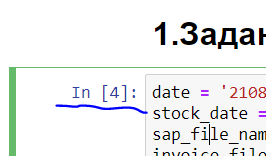 1.Задан
In [4]: date = '2108
stock_date =
sap_file_nam
invoice_file